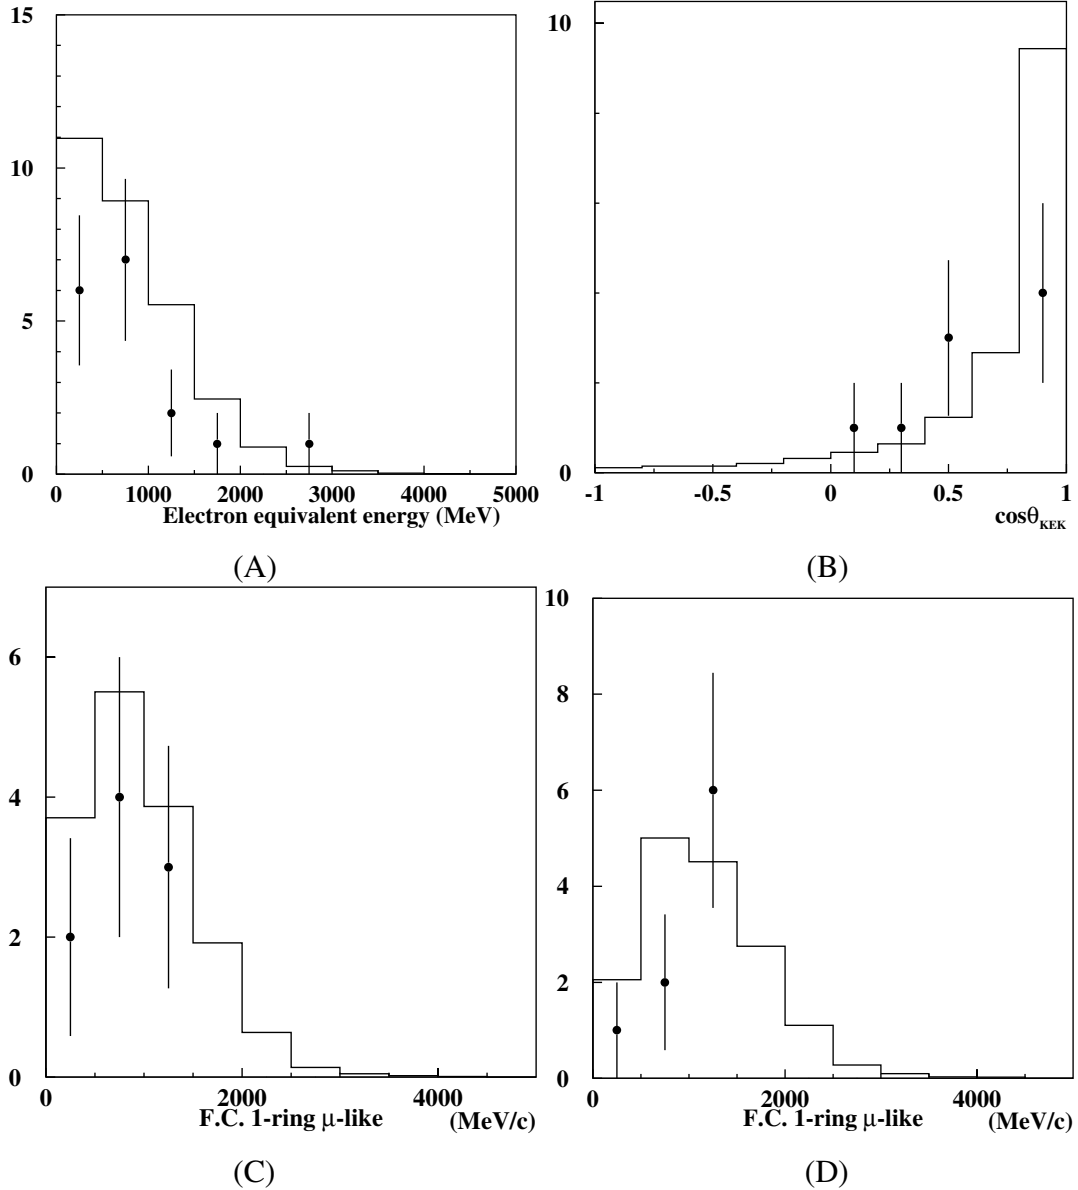 15
10
5
0
0 1000 2000 3000 4000 5000
Electron equivalent energy (MeV)
(A)
10
0
-1 -0.5 0 0.5 1
cosθKEK
(B)
6
4
2
0
0 2000 4000
F.C. 1-ring μ-like (MeV/c)
(C)
10
8
6
4
2
0
0 2000 4000
F.C. 1-ring μ-like (MeV/c)
(D)